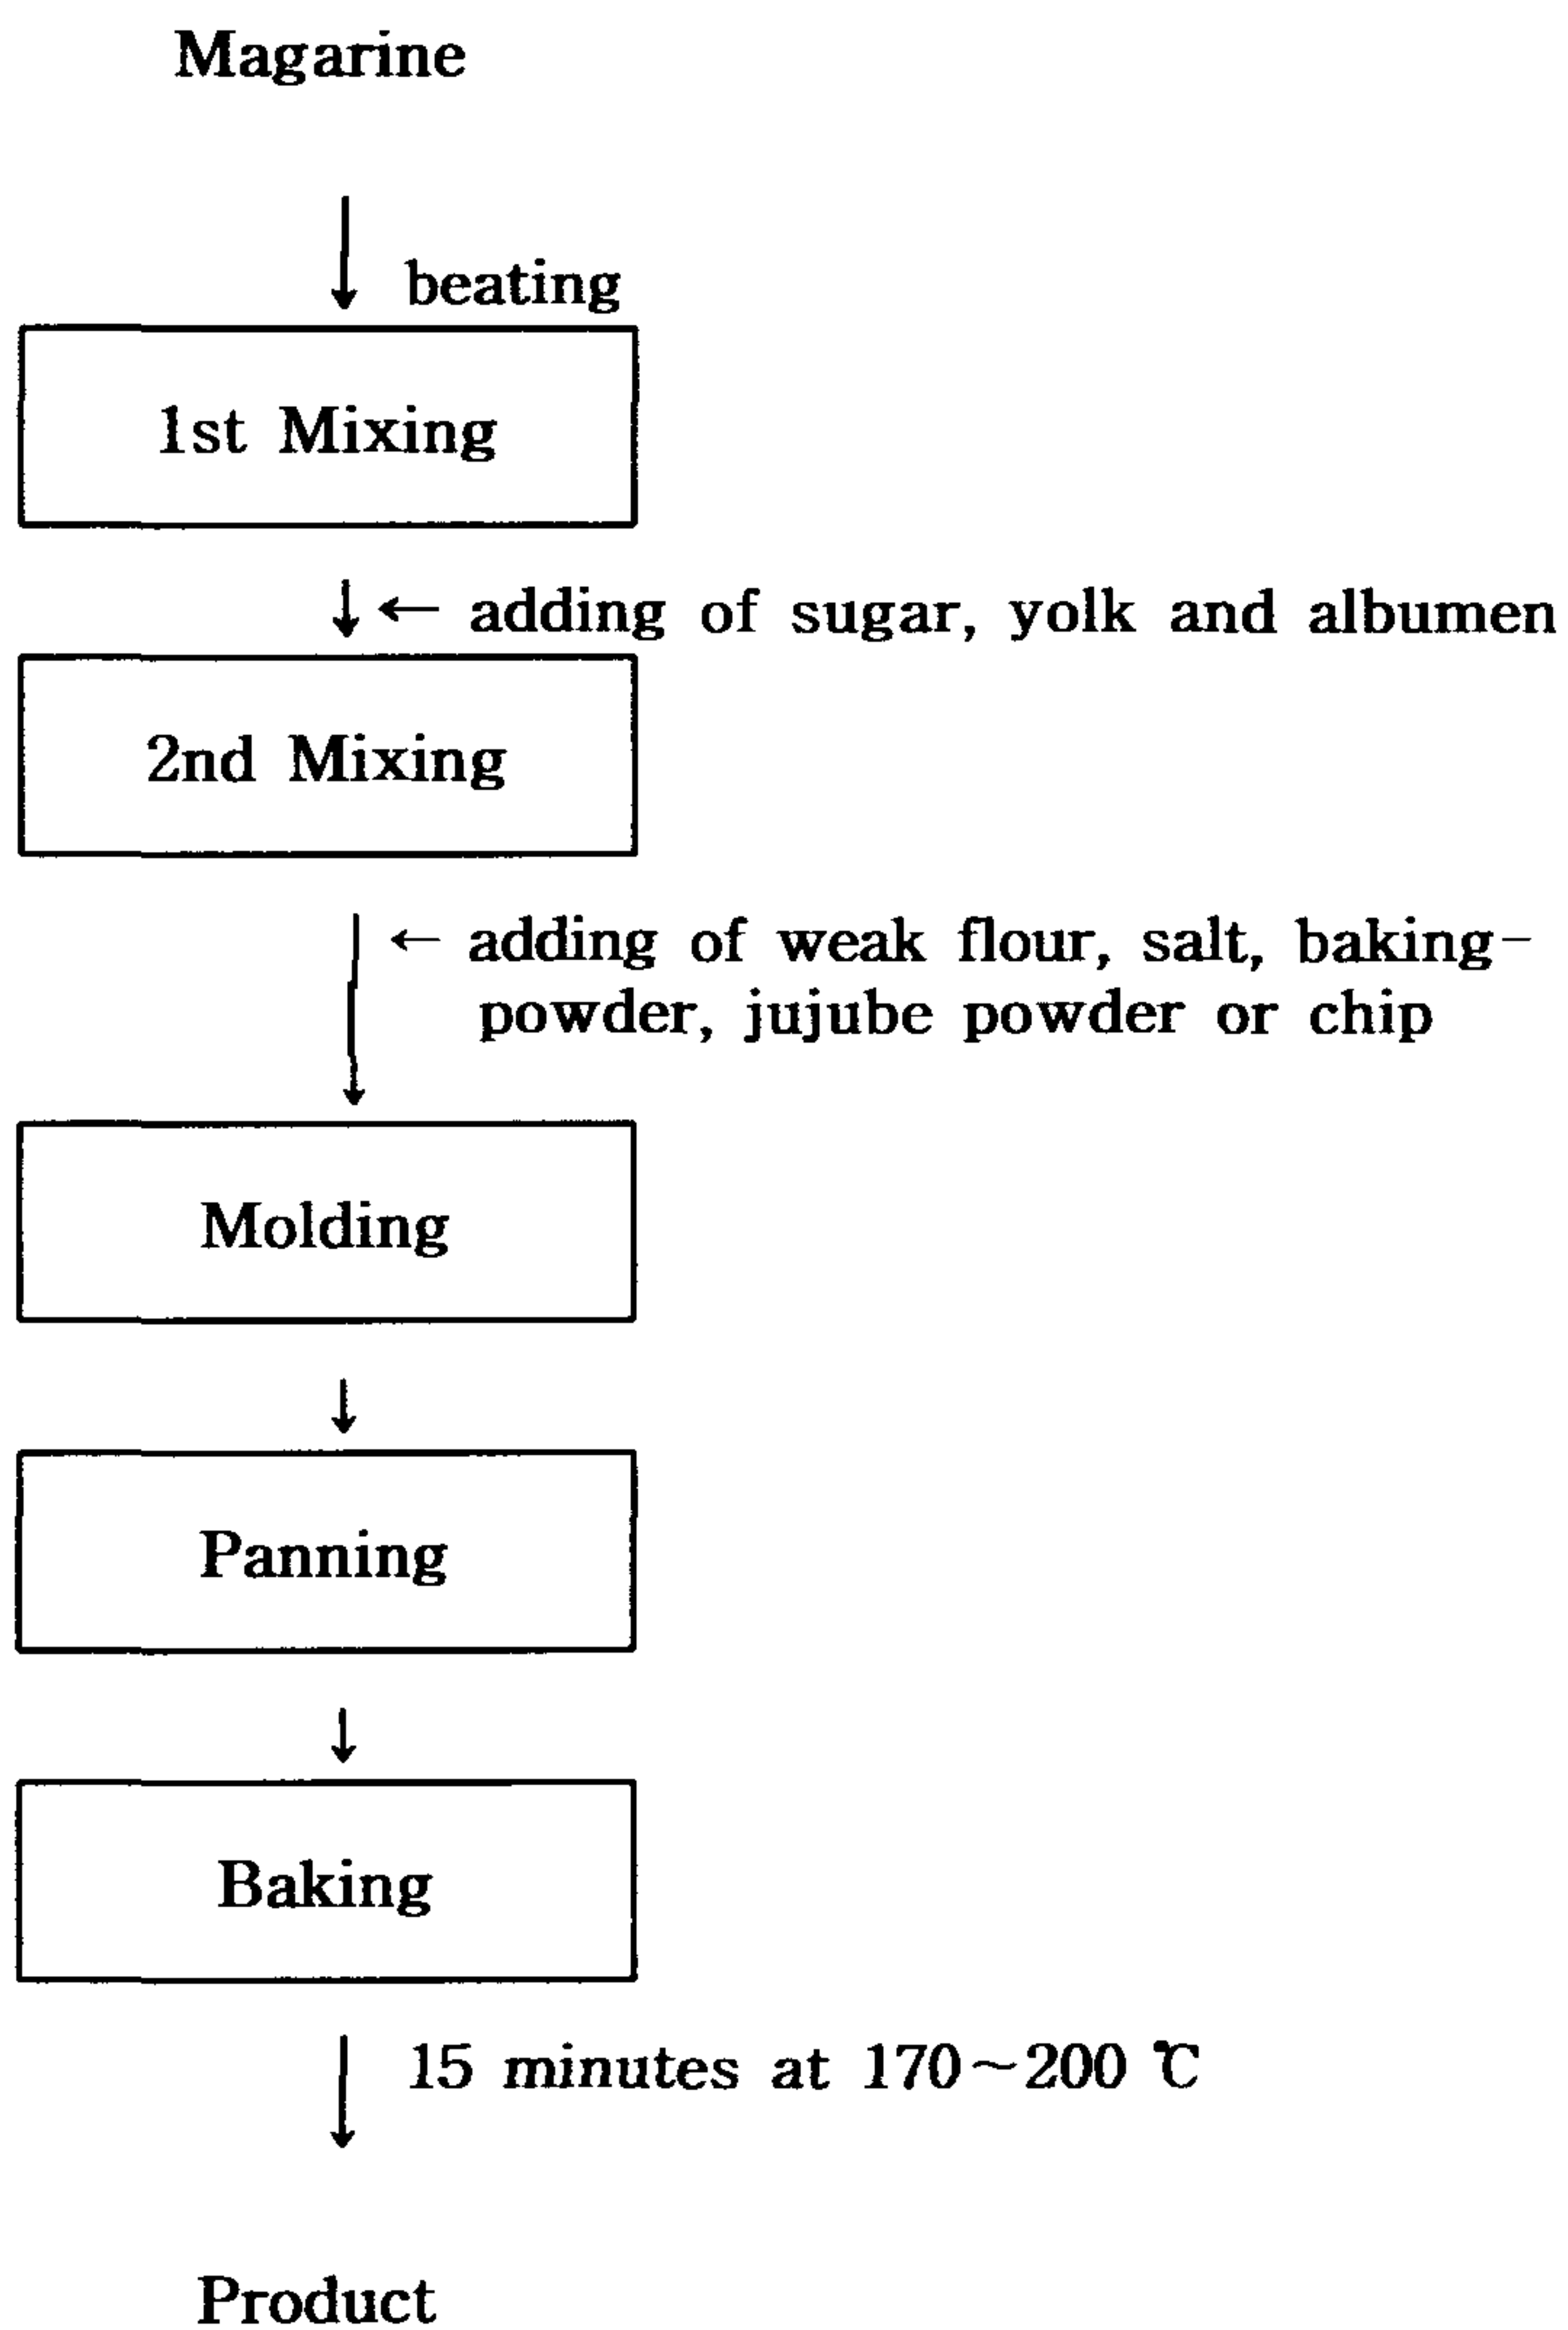 Magarine
beating
1st Mixing
← adding of sugar, yolk and albumen
2nd Mixing
← adding of weak flour, salt, baking-
powder, jujube powder or chip
Molding
Panning
Baking
15 minutes at 170~200 ℃
Product